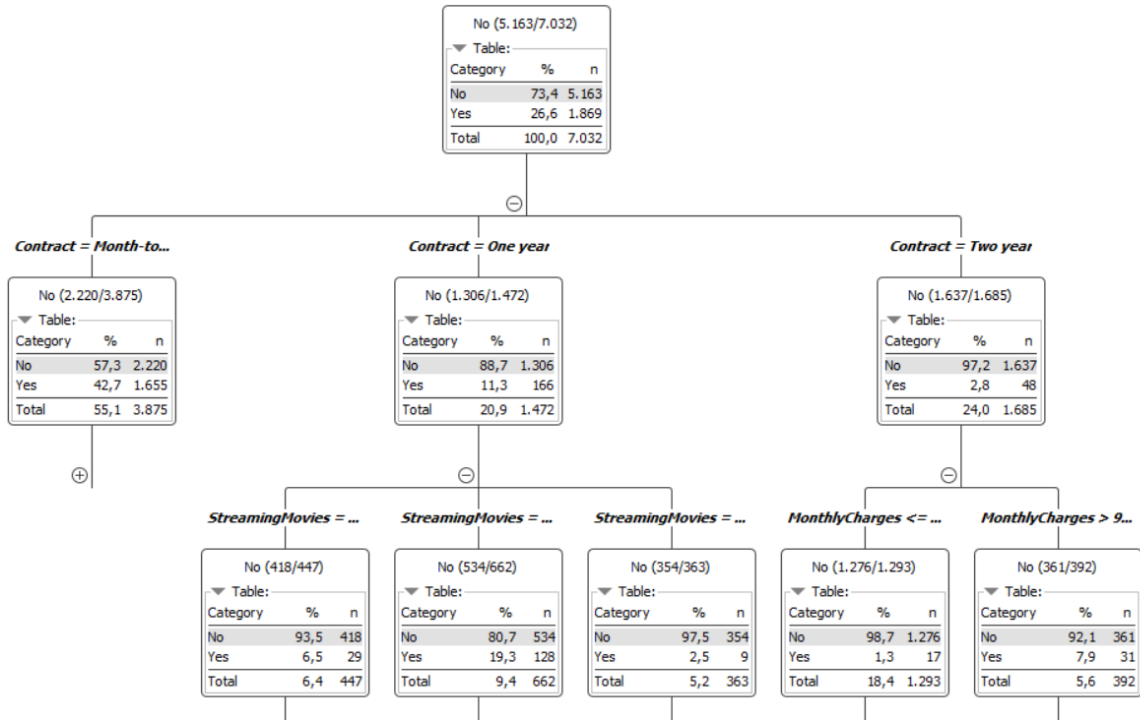 No (5.163/7.032)
Table:
Category % n
No 73,4 5.163
Yes 26,6 1.869
Total 100,0 7.032
Contract = Month-to...
Contract = One year
Contract = Two year
No (2.220/3.875)
Table:
Category % n
No 57,3 2.220
Yes 42,7 1.655
Total 55,1 3.875
No (1.306/1.472)
Table:
Category % n
No 88,7 1.306
Yes 11,3 166
Total 20,9 1.472
No (1.637/1.685)
Table:
Category % n
No 97,2 1.637
Yes 2,8 48
Total 24,0 1.685
StreamingMovies = ...
StreamingMovies = ...
StreamingMovies = ...
MonthlyCharges <= ...
MonthlyCharges > 9...
No (418/447)
Table:
Category % n
No 93,5 418
Yes 6,5 29
Total 6,4 447
No (534/662)
Table:
Category % n
No 80,7 534
Yes 19,3 128
Total 9,4 662
No (354/363)
Table:
Category % n
No 97,5 354
Yes 2,5 9
Total 5,2 363
No (1.276/1.293)
Table:
Category % n
No 98,7 1.276
Yes 1,3 17
Total 18,4 1.293
No (361/392)
Table:
Category % n
No 92,1 361
Yes 7,9 31
Total 5,6 392